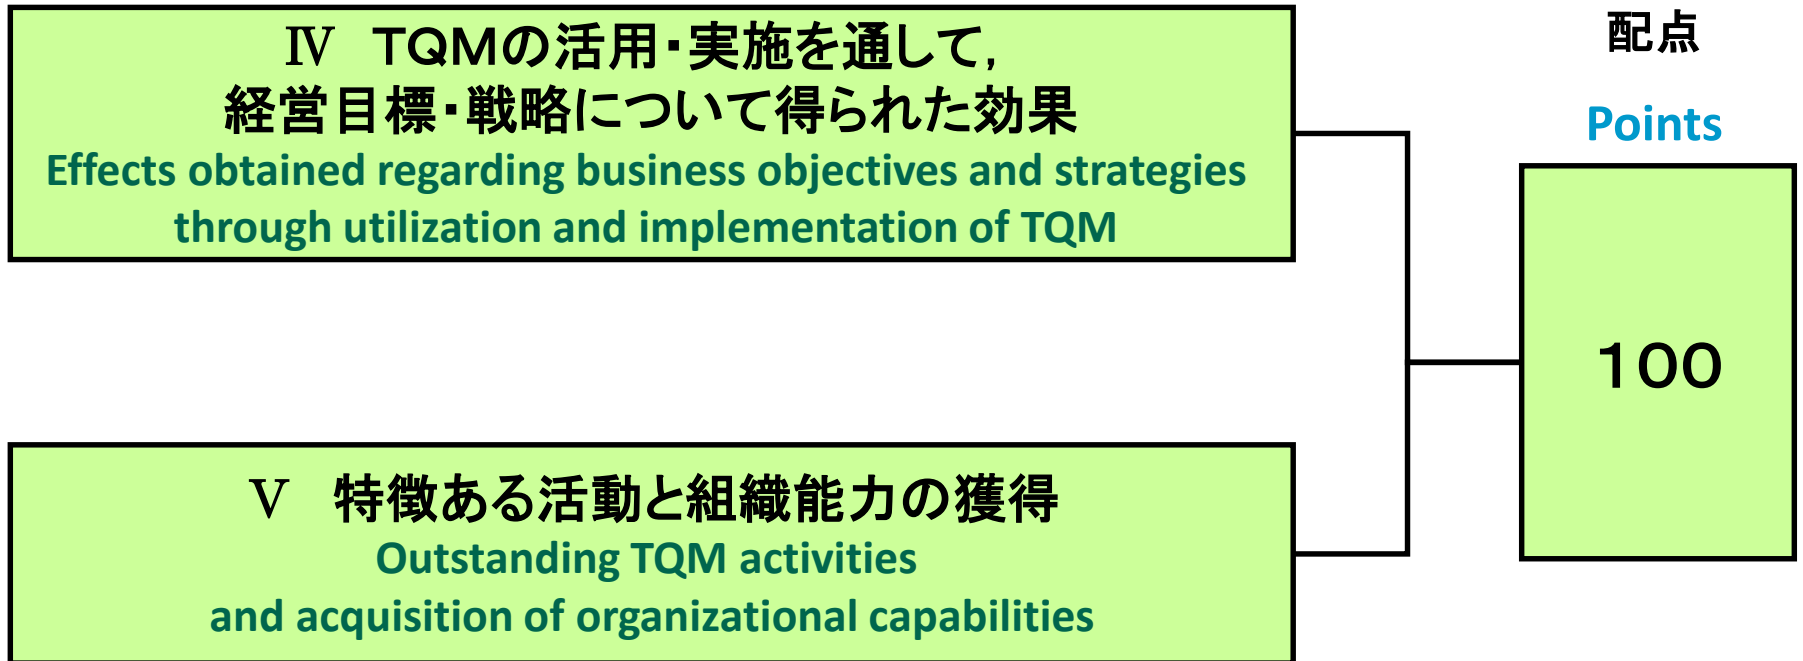 Ⅳ TQMの活用・実施を通して,
経営目標・戦略について得られた効果
Effects obtained regarding business objectives and strategies
through utilization and implementation of TQM
配点
Points
100
Ⅴ 特徴ある活動と組織能力の獲得
Outstanding TQM activities
and acquisition of organizational capabilities